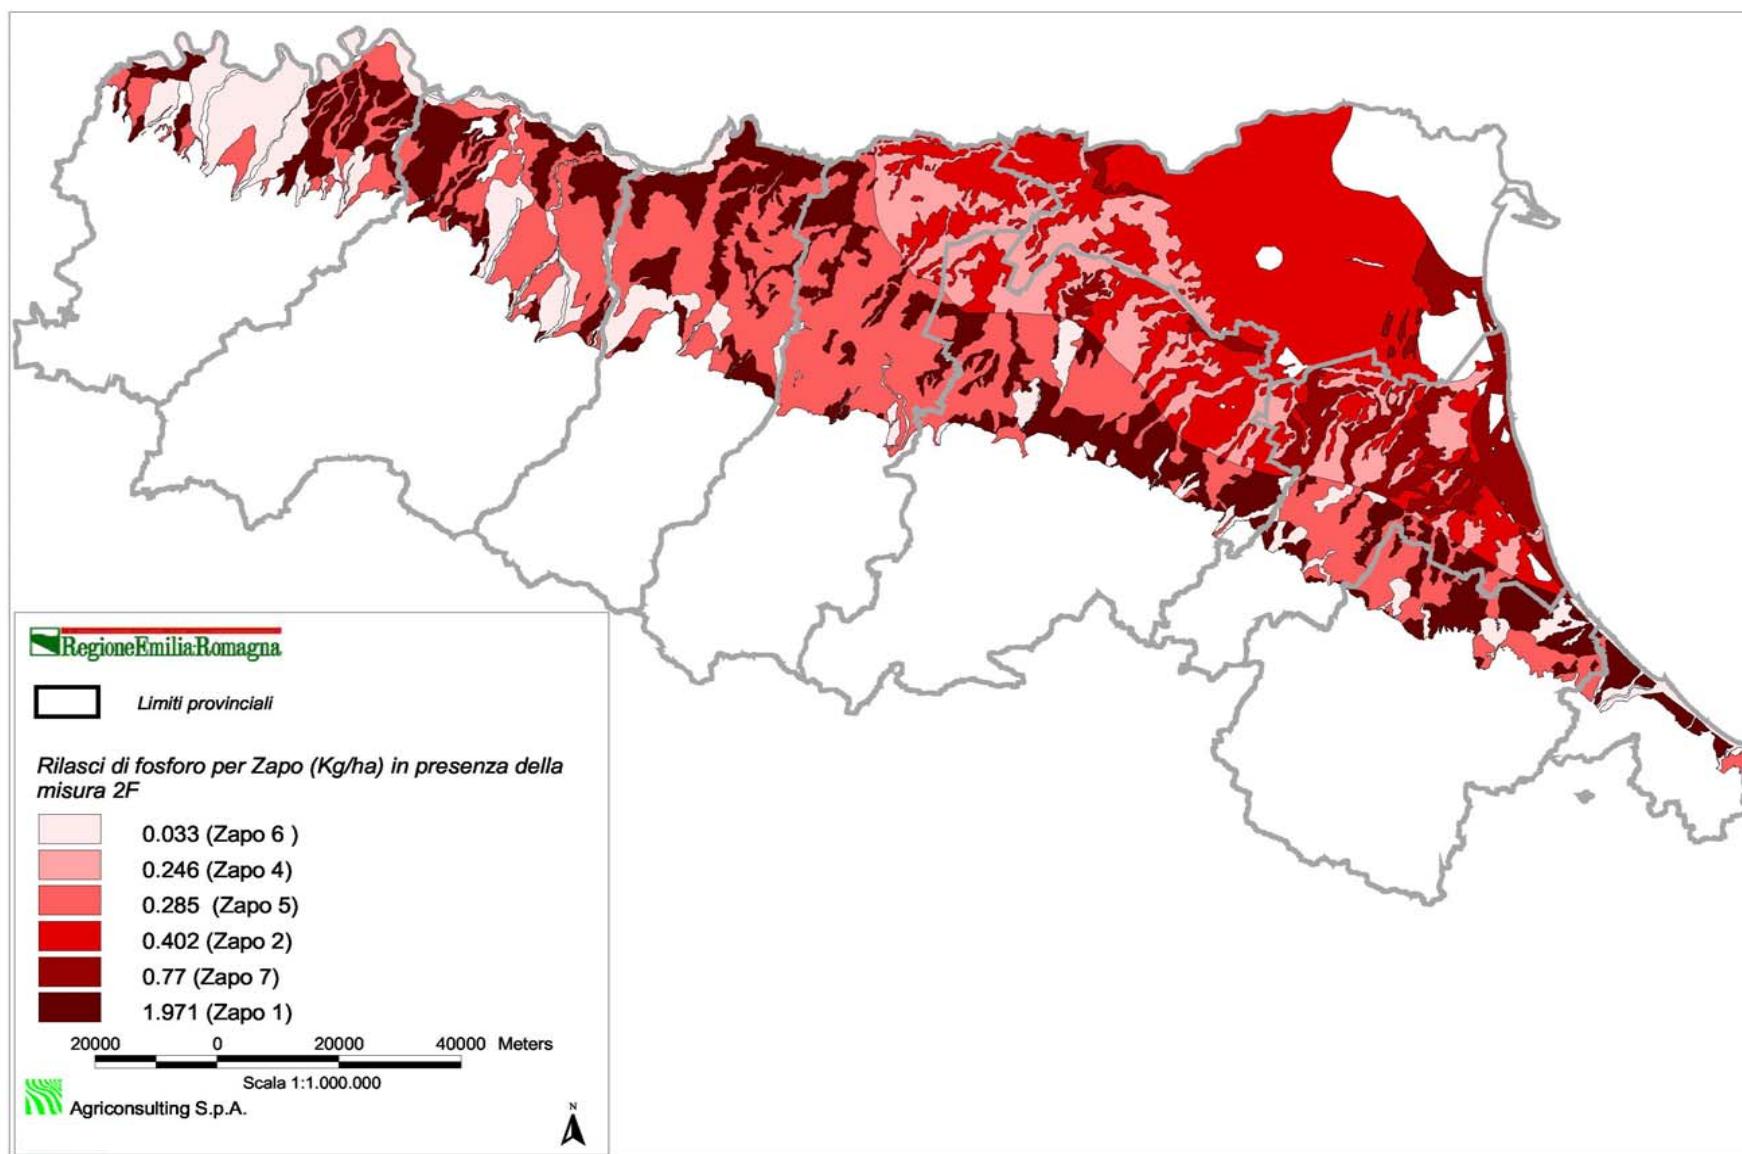 RegioneEmilia-Romagna
Limiti provinciali
Rilasci di fosforo per Zapo (Kg/ha) in presenza della
misura 2F
0.033 (Zapo 6 )
0.246 (Zapo 4)
0.285 (Zapo 5)
0.402 (Zapo 2)
0.77 (Zapo 7)
1.971 (Zapo 1)
20000 0 20000 40000 Meters
Scala 1:1.000.000
Agriconsulting S.p.A.
N